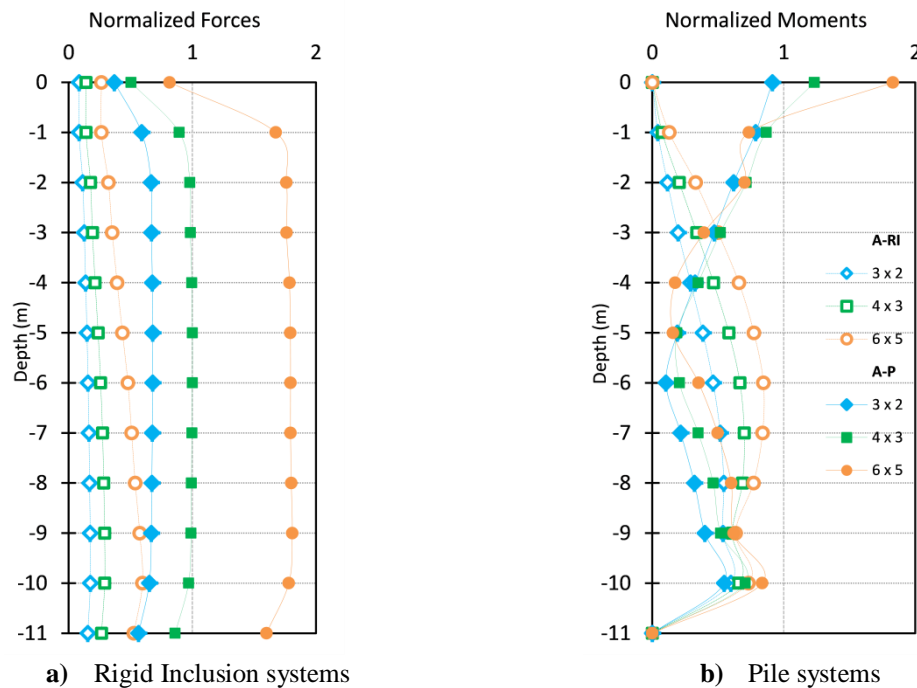 Normalized Forces
0 1 2
0
-1
-2
-3
-4
-5
-6
-7
-8
-9
-10
-11
Depth (m)
a) Rigid Inclusion systems
Normalized Moments
0 1 2
0
-1
-2
-3
-4
-5
-6
-7
-8
-9
-10
-11
Depth (m)
A-RI
3 x 2
4 x 3
6 x 5
A-P
3 x 2
4 x 3
6 x 5
b) Pile systems